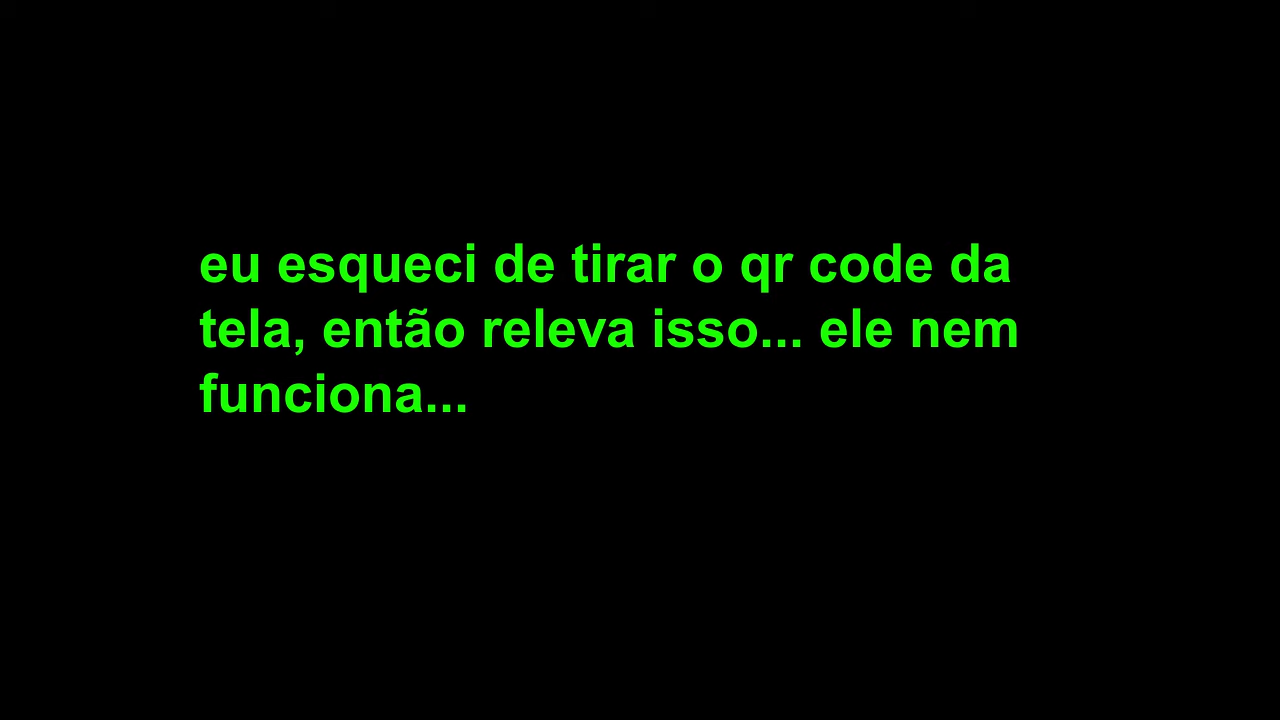 eu esqueci de tirar o qr code da
tela, então releva isso... ele nem
funciona...